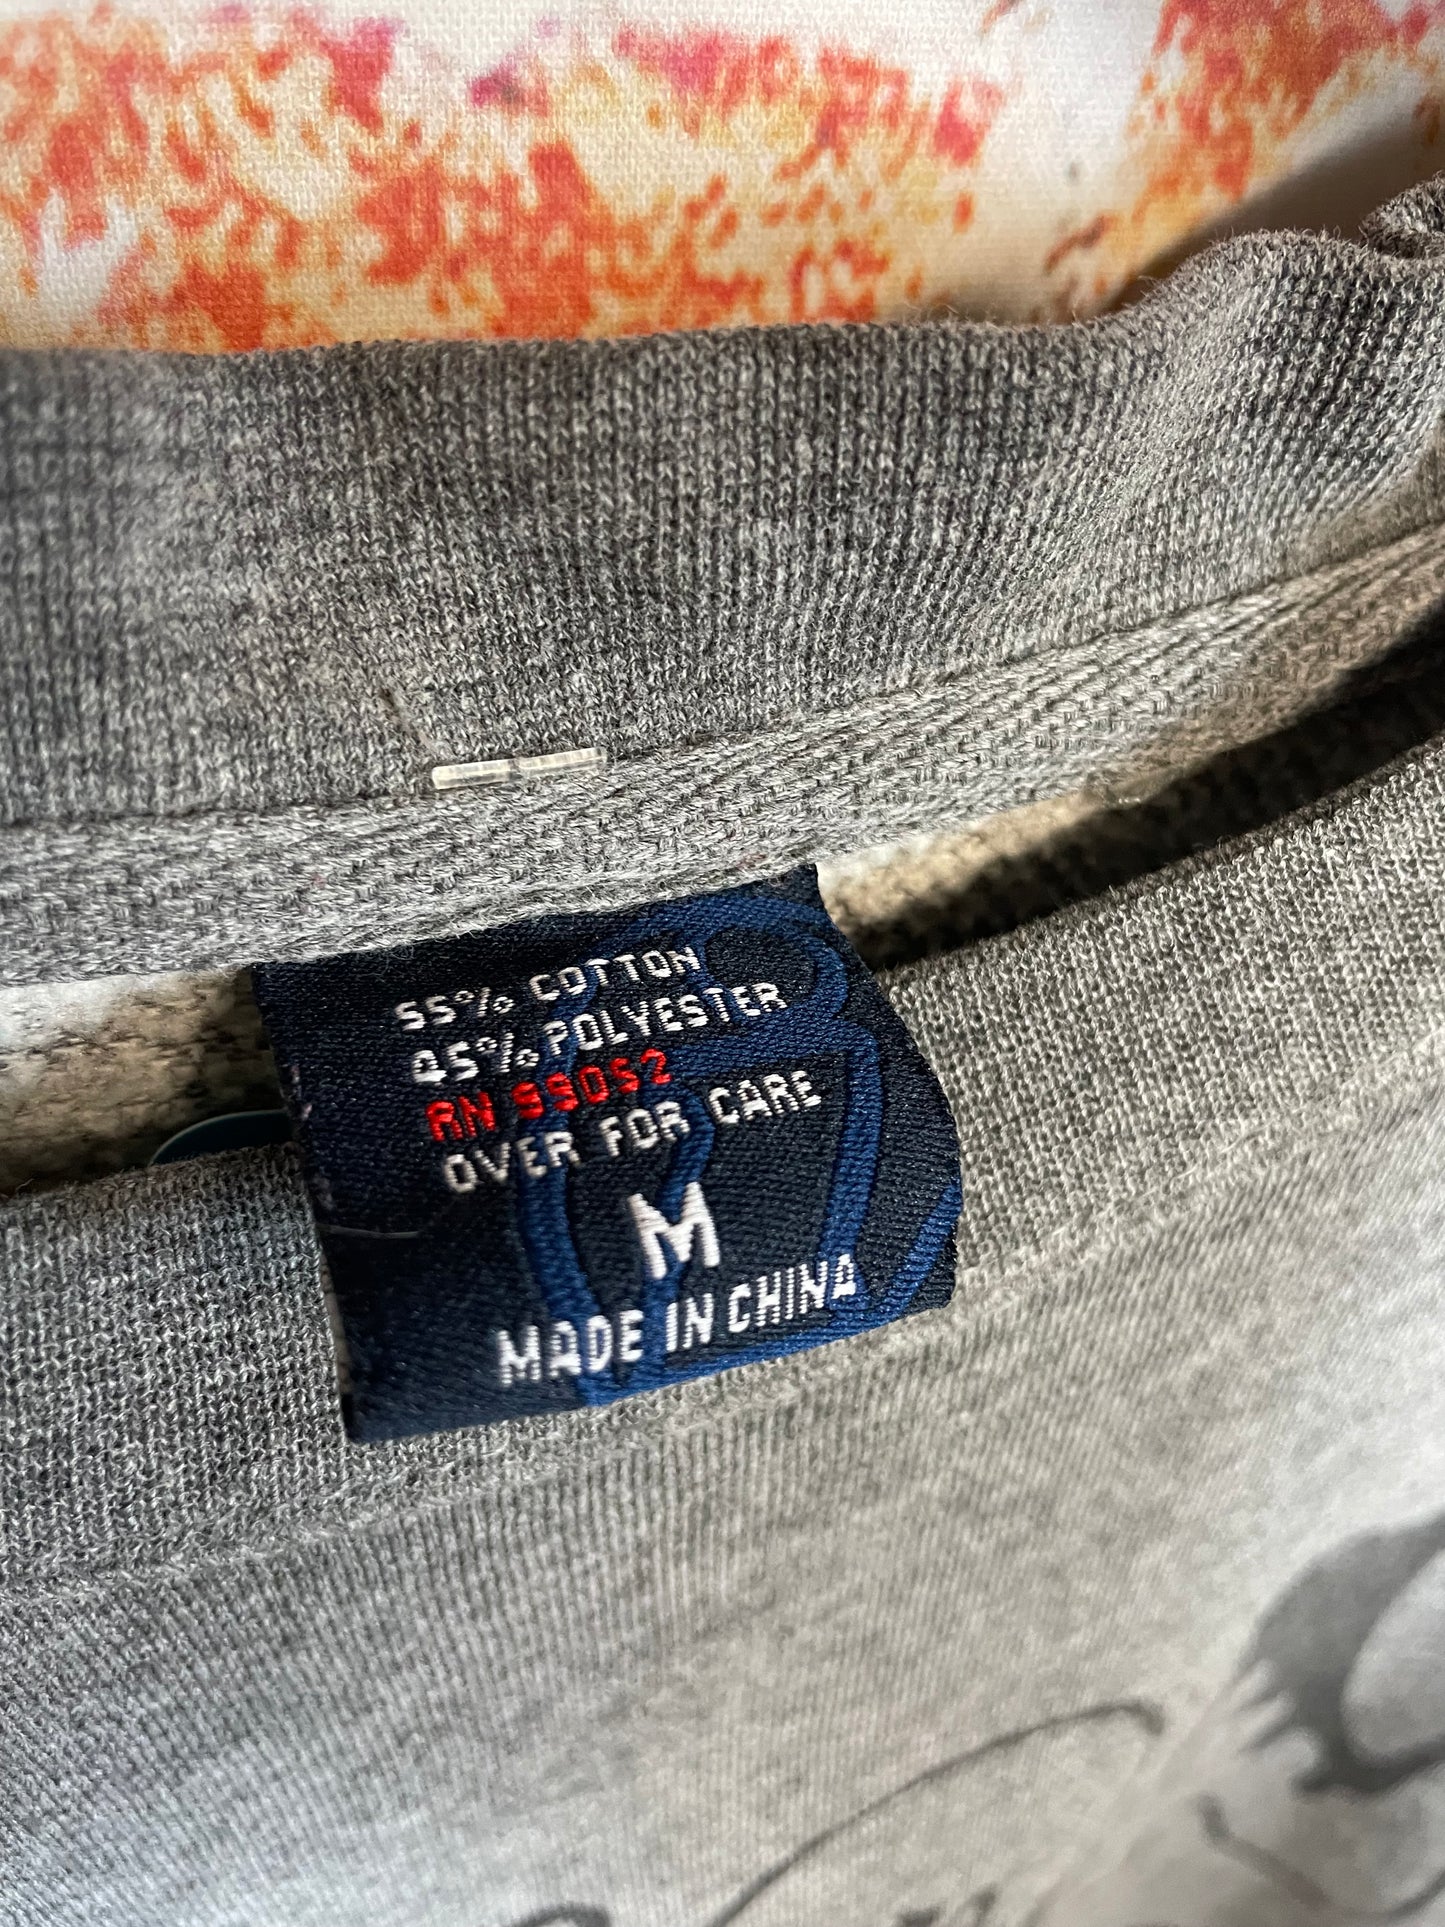 55% COTTON
45% POLYESTER
RN 99052
OVER FOR CARE
M
MADE IN CHINA